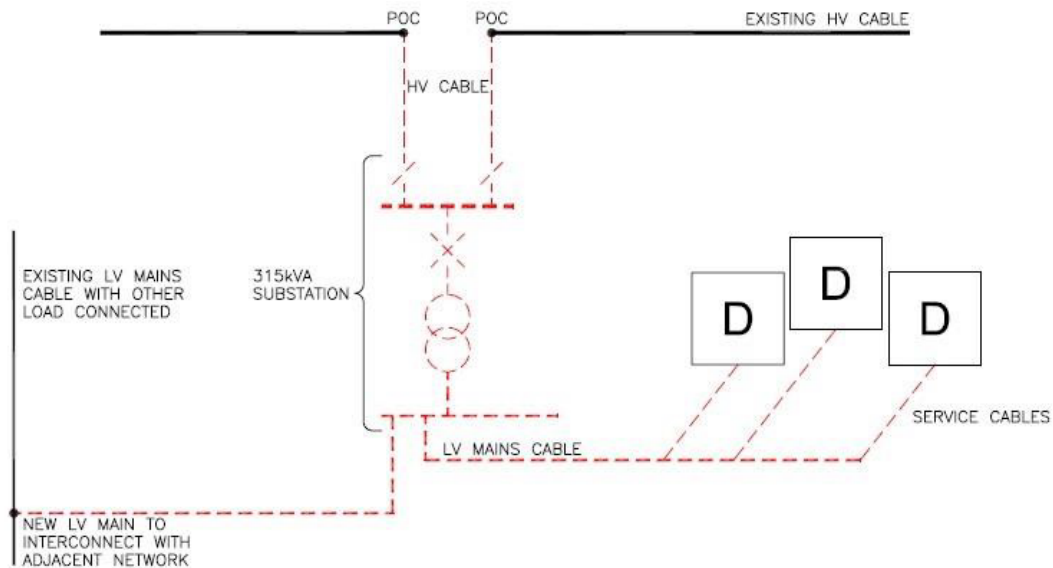 POC
POC
EXISTING HV CABLE
HV CABLE
EXISTING LV MAINS
CABLE WITH OTHER
LOAD CONNECTED
315kVA
SUBSTATION
D
D
D
SERVICE CABLES
LV MAINS CABLE
NEW LV MAIN TO
INTERCONNECT WITH
ADJACENT NETWORK